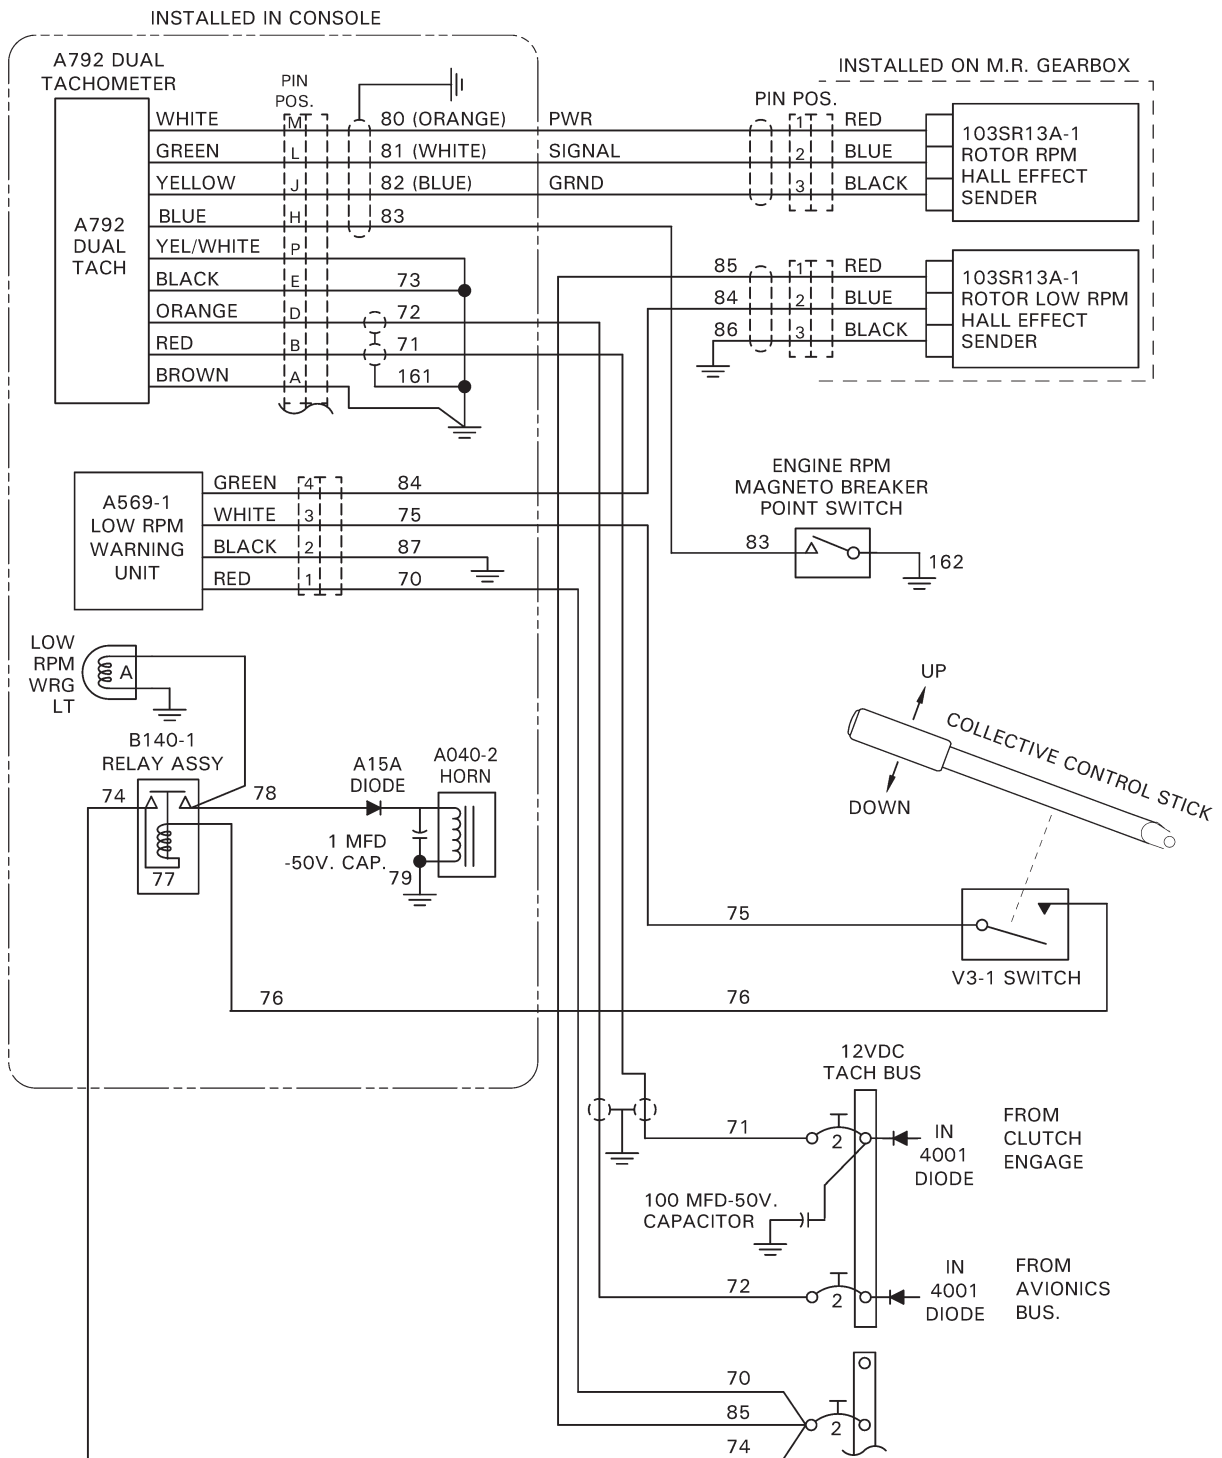 INSTALLED IN CONSOLE
A792 DUAL
TACHOMETER
PIN
POS.
INSTALLED ON M.R. GEARBOX
PIN POS.
WHITE M 80 (ORANGE) PWR 1 RED
GREEN L 81 (WHITE) SIGNAL 2 BLUE
YELLOW J 82 (BLUE) GRND 3 BLACK
BLUE H 83
YEL/WHITE P
BLACK E 73
ORANGE D 72
RED B 71
BROWN A 161
A792
DUAL
TACH
103SR13A-1
ROTOR RPM
HALL EFFECT
SENDER
85 1 RED
84 2 BLUE
86 3 BLACK
103SR13A-1
ROTOR LOW RPM
HALL EFFECT
SENDER
A569-1
LOW RPM
WARNING
UNIT
GREEN 4 84
WHITE 3 75
BLACK 2 87
RED 1 70
ENGINE RPM
MAGNETO BREAKER
POINT SWITCH
83
162
LOW
RPM
WRG
LT
A
B140-1
RELAY ASSY
74
78
77
A15A
DIODE
A040-2
HORN
1 MFD
-50V. CAP.
79
UP
COLLECTIVE CONTROL STICK
DOWN
75
V3-1 SWITCH
76
76
12VDC
TACH BUS
71
2
IN
4001
DIODE
FROM
CLUTCH
ENGAGE
100 MFD-50V.
CAPACITOR
72
2
IN
4001
DIODE
FROM
AVIONICS
BUS.
70
85
2
74